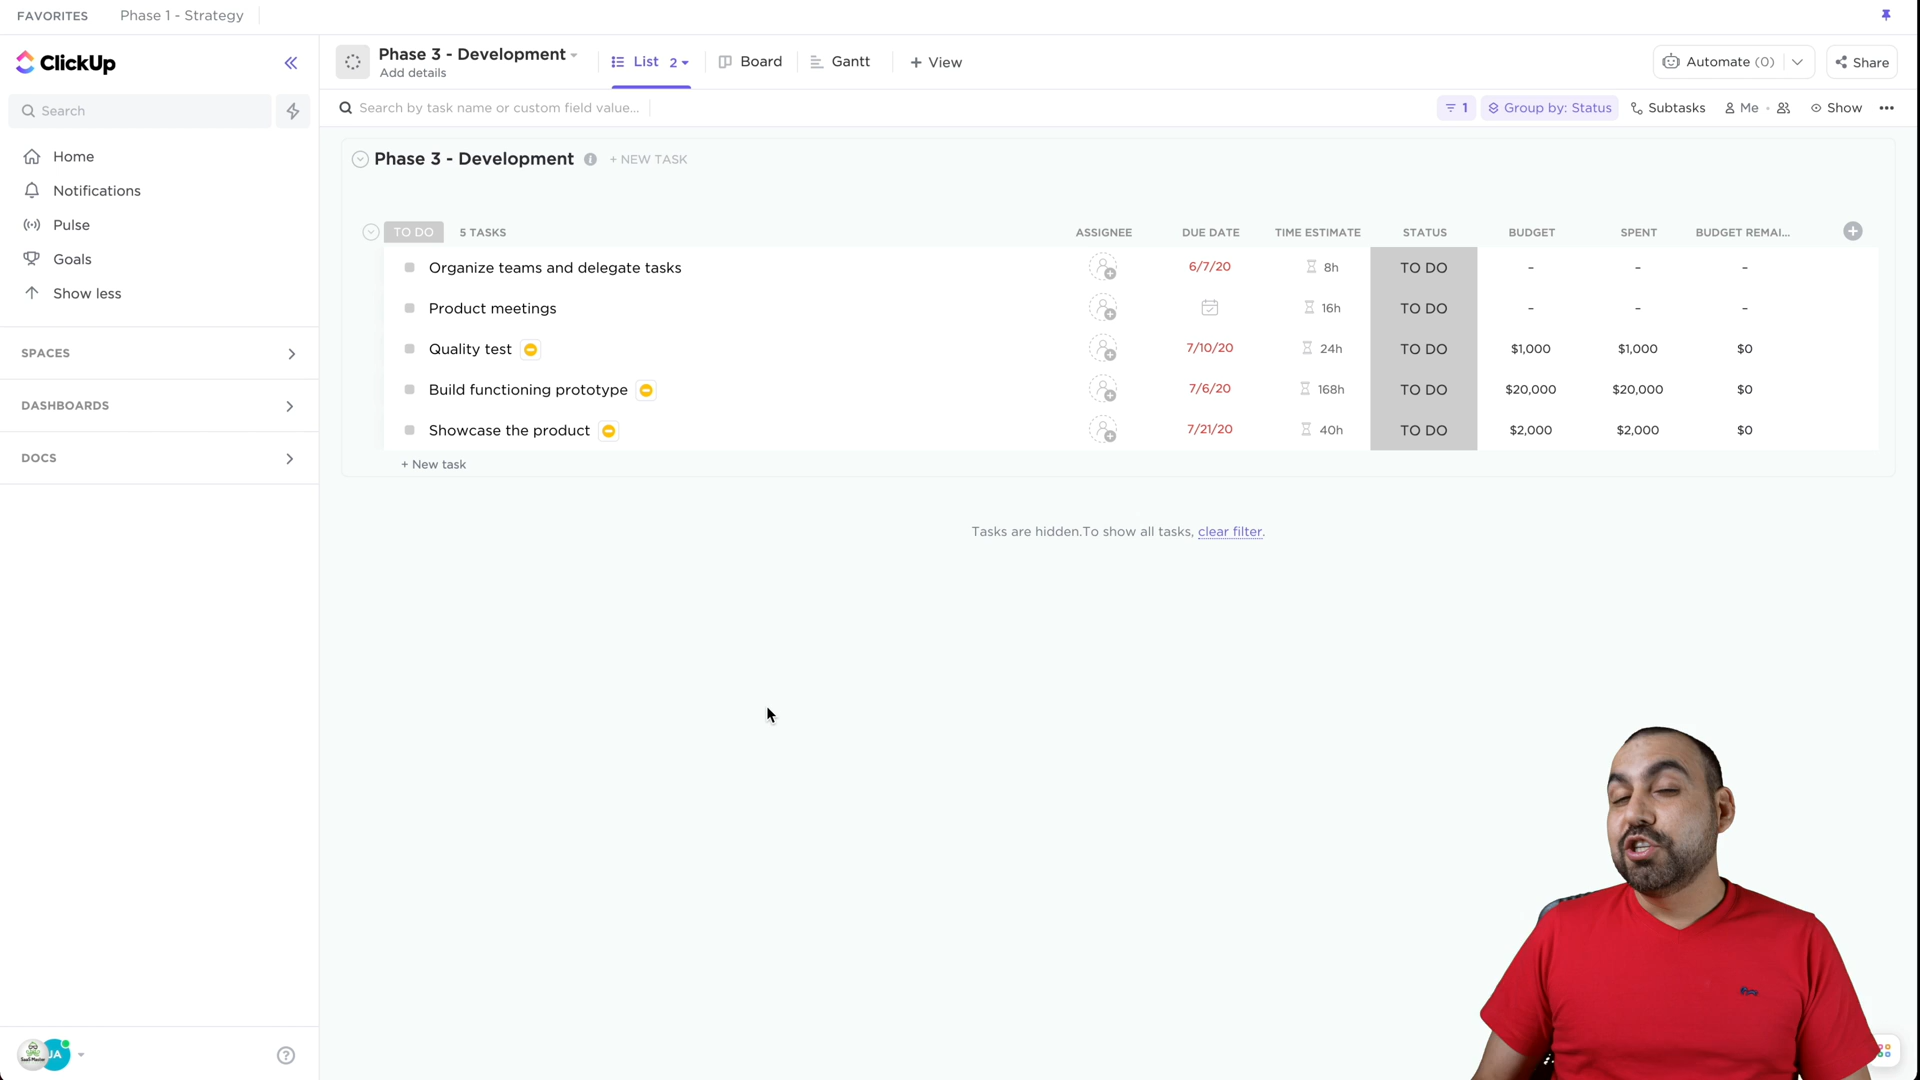 FAVORITES Phase 1 - Strategy
ClickUp
Search
Home
Notifications
Pulse
Goals
Show less
SPACES
DASHBOARDS
DOCS
Phase 3 - Development
Add details
List 2 Board Gantt + View
Automate (0) Share
Search by task name or custom field value...
1 Group by: Status Subtasks Me Show
Phase 3 - Development + NEW TASK
TO DO 5 TASKS ASSIGNEE DUE DATE TIME ESTIMATE STATUS BUDGET SPENT BUDGET REMAI...
Organize teams and delegate tasks 6/7/20 8h TO DO - - -
Product meetings 16h TO DO - - -
Quality test 7/10/20 24h TO DO $1,000 $1,000 $0
Build functioning prototype 7/6/20 168h TO DO $20,000 $20,000 $0
Showcase the product 7/21/20 40h TO DO $2,000 $2,000 $0
+ New task
Tasks are hidden.To show all tasks, clear filter.
JA